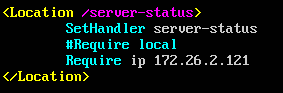 <Location /server-status>
        SetHandler server-status
        #Require local
        Require ip 172.26.2.121
</Location>